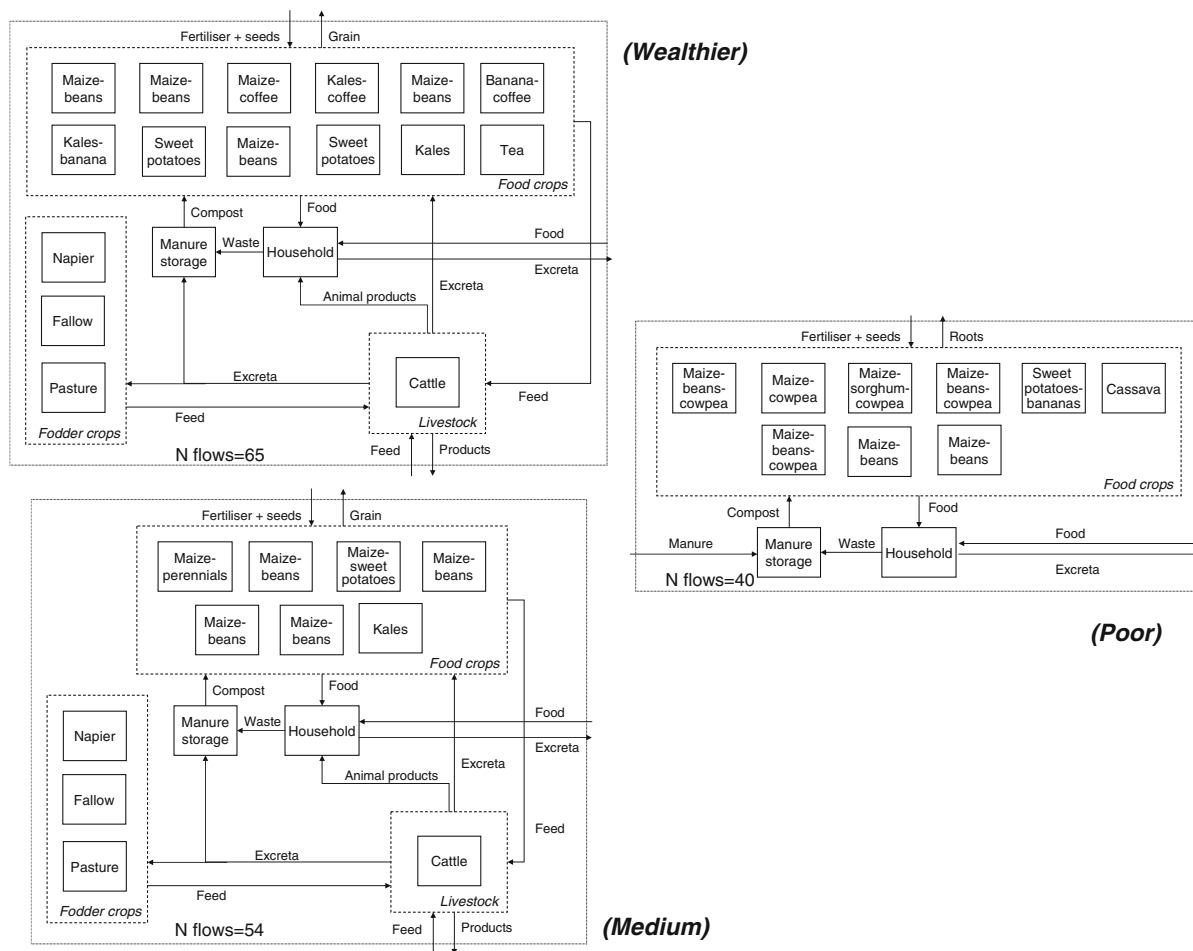 (Wealthier)
Fertiliser + seeds
Grain
Maize-
beans
Maize-
beans
Maize-
coffee
Kales-
coffee
Maize-
beans
Banana-
coffee
Kales-
banana
Sweet
potatoes
Maize-
beans
Sweet
potatoes
Kales
Tea
Food crops
Compost
Food
Manure
storage
Waste
Household
Food
Excreta
Napier
Fallow
Pasture
Fodder crops
Animal products
Excreta
Excreta
Feed
Cattle
Livestock
Feed
Feed
Products
N flows=65
Fertiliser + seeds
Roots
Maize-
beans-
cowpea
Maize-
cowpea
Maize-
sorghum-
cowpea
Maize-
beans-
cowpea
Sweet
potatoes-
bananas
Cassava
Maize-
beans-
cowpea
Maize-
beans
Maize-
beans
Food crops
Compost
Food
Manure
Manure
storage
Waste
Household
Food
Excreta
N flows=40
(Poor)
Fertiliser + seeds
Grain
Maize-
perennials
Maize-
beans
Maize-
sweet
potatoes
Maize-
beans
Maize-
beans
Maize-
beans
Kales
Food crops
Compost
Food
Manure
storage
Waste
Household
Food
Excreta
Napier
Fallow
Pasture
Fodder crops
Animal products
Excreta
Feed
Excreta
Feed
Cattle
Livestock
Feed
Products
N flows=54
(Medium)